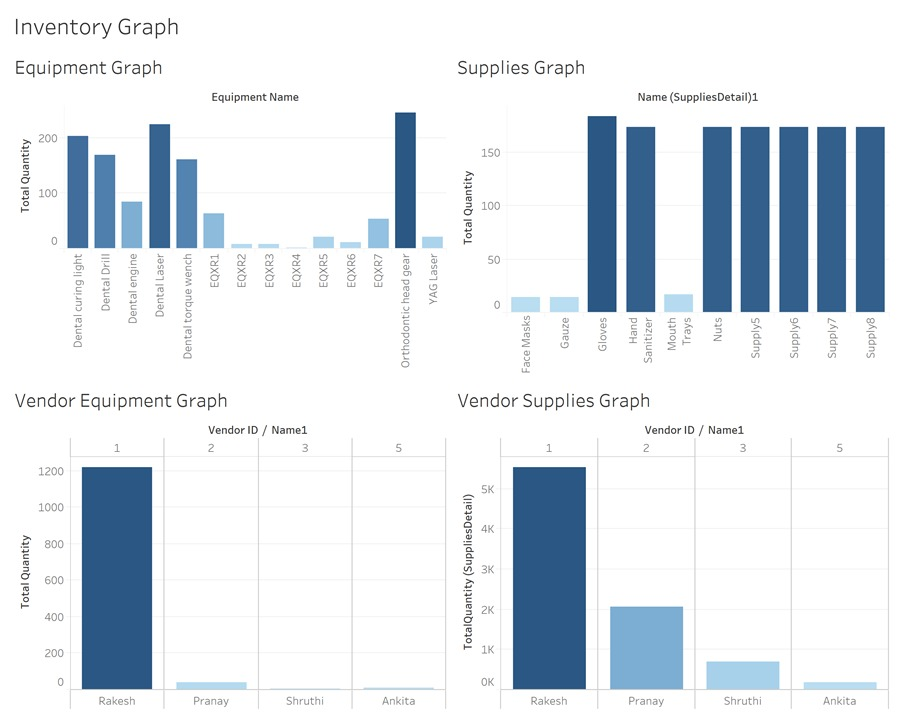 Inventory Graph
Equipment Graph
Equipment Name
Total Quantity
200
100
0
Dental curing light
Dental Drill
Dental engine
Dental Laser
Dental torque wench
EQXR1
EQXR2
EQXR3
EQXR4
EQXR5
EQXR6
EQXR7
Orthodontic head gear
YAG Laser
Supplies Graph
Name (SuppliesDetail)1
Total Quantity
150
100
50
0
Face Masks
Gauze
Gloves
Hand
Sanitizer
Mouth
Trays
Nuts
Supply5
Supply6
Supply7
Supply8
Vendor Equipment Graph
Vendor ID / Name1
1 2 3 5
Total Quantity
1200
1000
800
600
400
200
0
Rakesh Pranay Shruthi Ankita
Vendor Supplies Graph
Vendor ID / Name1
1 2 3 5
TotalQuantity (SuppliesDetail)
5K
4K
3K
2K
1K
0K
Rakesh Pranay Shruthi Ankita